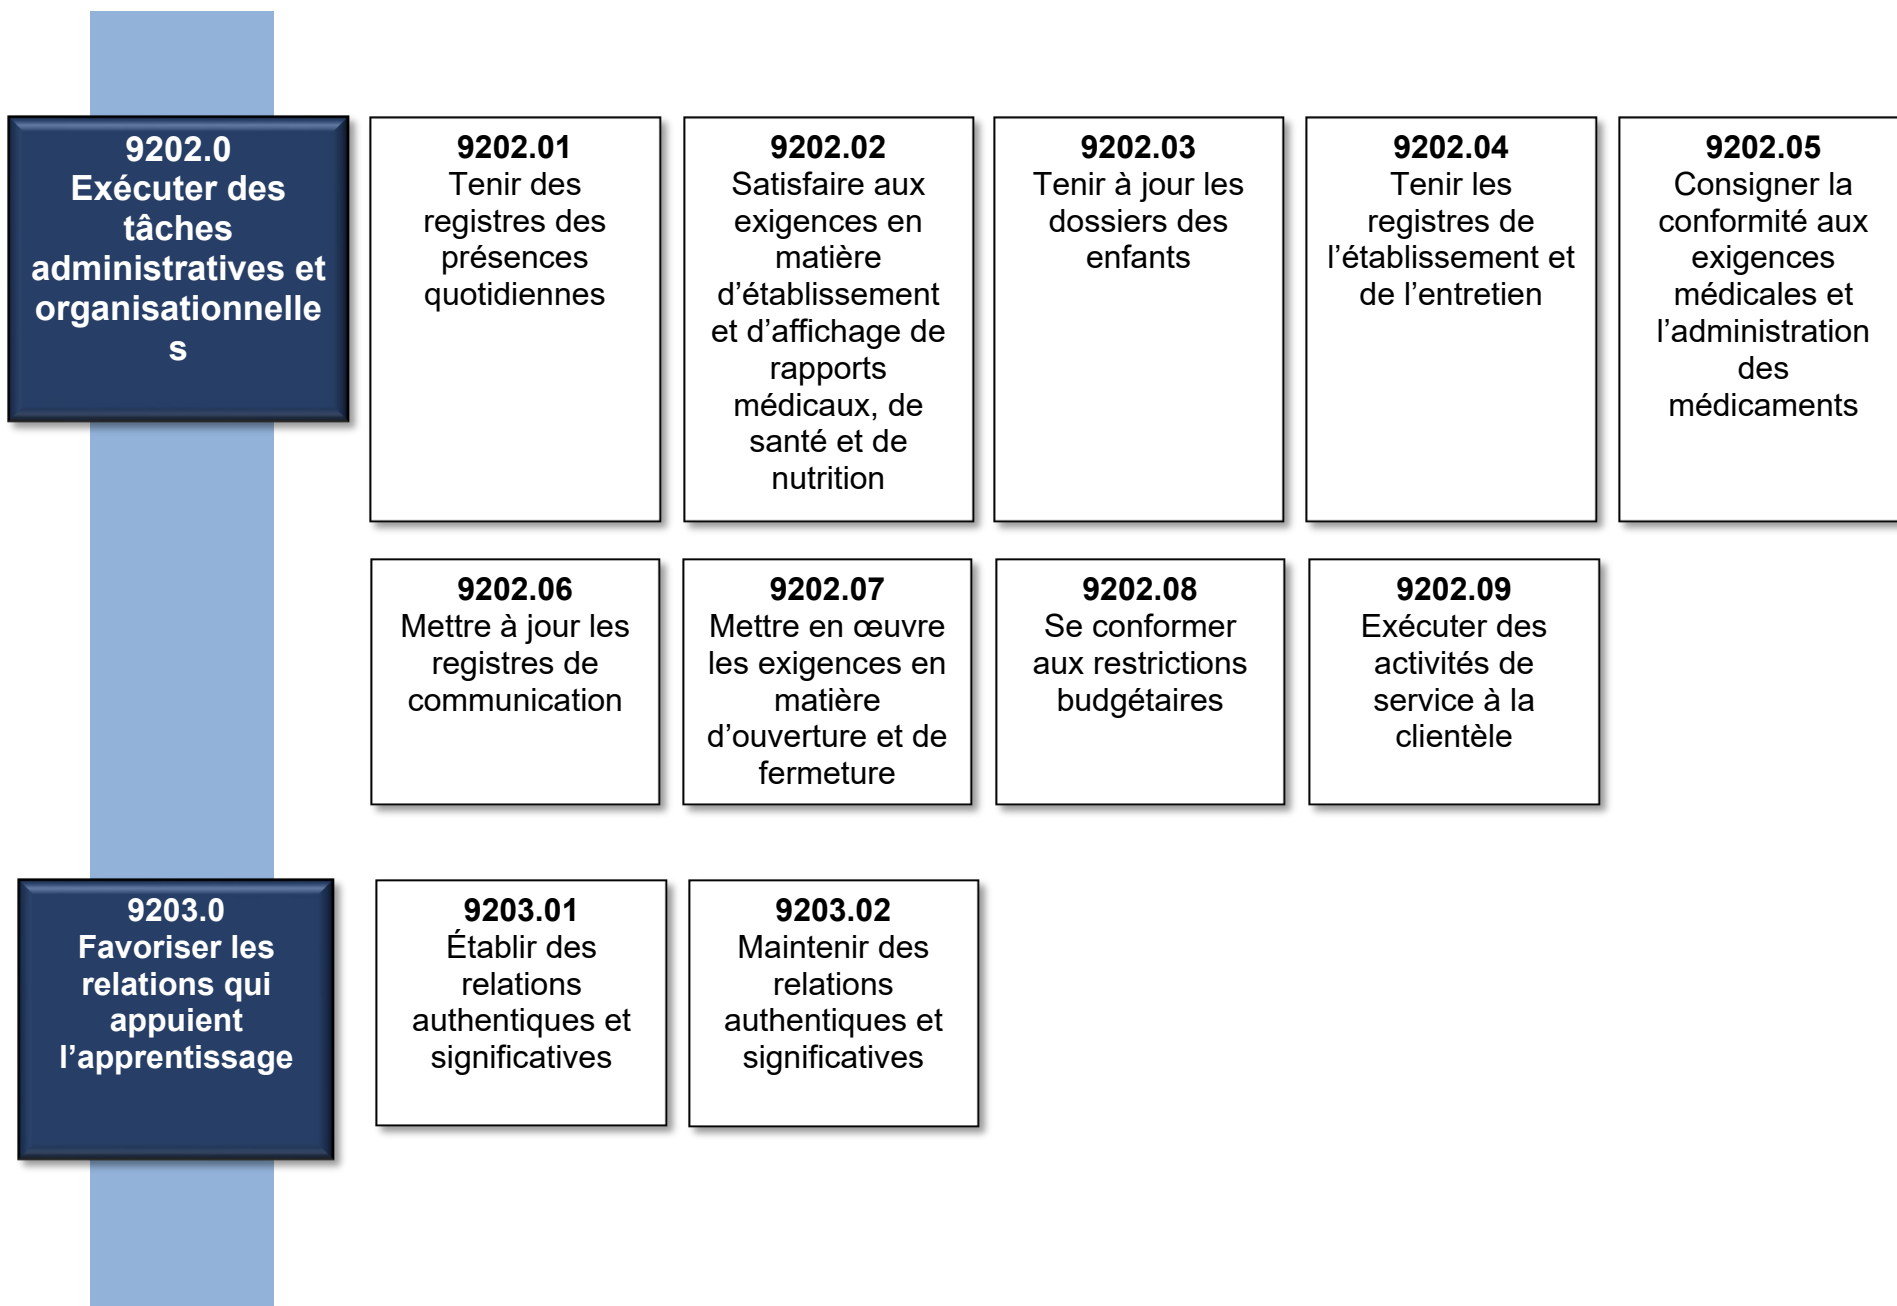 9202.0
Exécuter des
tâches
administratives et
organisationnelle
s
9202.01
Tenir des
registres des
présences
quotidiennes
9202.02
Satisfaire aux
exigences en
matière
d’établissement
et d’affichage de
rapports
médicaux, de
santé et de
nutrition
9202.03
Tenir à jour les
dossiers des
enfants
9202.04
Tenir les
registres de
l’établissement et
de l’entretien
9202.05
Consigner la
conformité aux
exigences
médicales et
l’administration
des
médicaments
9202.06
Mettre à jour les
registres de
communication
9202.07
Mettre en œuvre
les exigences en
matière
d’ouverture et de
fermeture
9202.08
Se conformer
aux restrictions
budgétaires
9202.09
Exécuter des
activités de
service à la
clientèle
9203.0
Favoriser les
relations qui
appuient
l’apprentissage
9203.01
Établir des
relations
authentiques et
significatives
9203.02
Maintenir des
relations
authentiques et
significatives